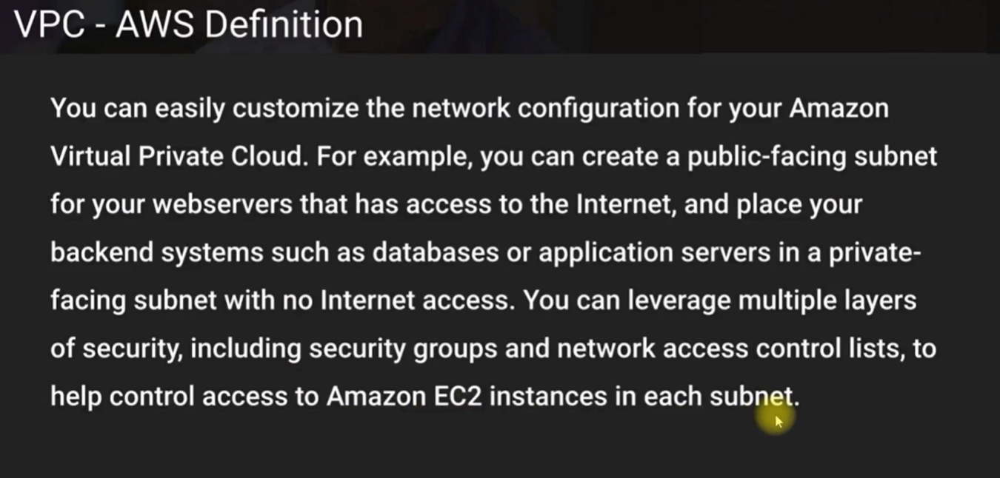 VPC - AWS Definition
You can easily customize the network configuration for your Amazon
Virtual Private Cloud. For example, you can create a public-facing subnet
for your webservers that has access to the Internet, and place your
backend systems such as databases or application servers in a private-
facing subnet with no Internet access. You can leverage multiple layers
of security, including security groups and network access control lists, to
help control access to Amazon EC2 instances in each subnet.